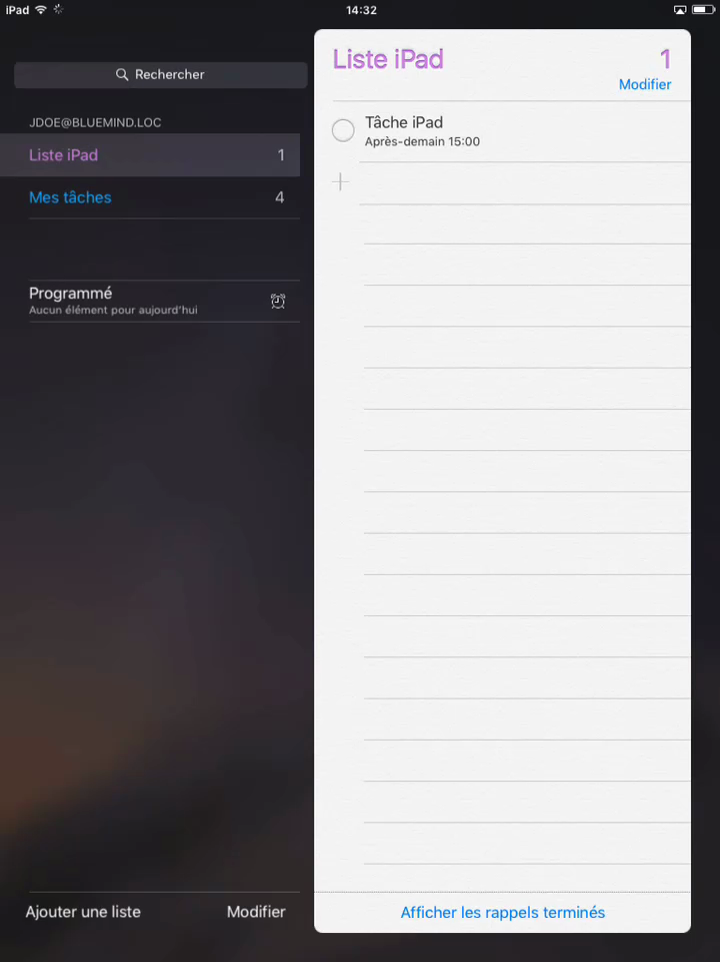 iPad
14:32
Rechercher
JDOE@BLUEMIND.LOC
Liste iPad 1
Mes tâches 4
Programmé
Aucun élément pour aujourd'hui
Ajouter une liste Modifier
Liste iPad 1
Modifier
Tâche iPad
Après-demain 15:00
Afficher les rappels terminés